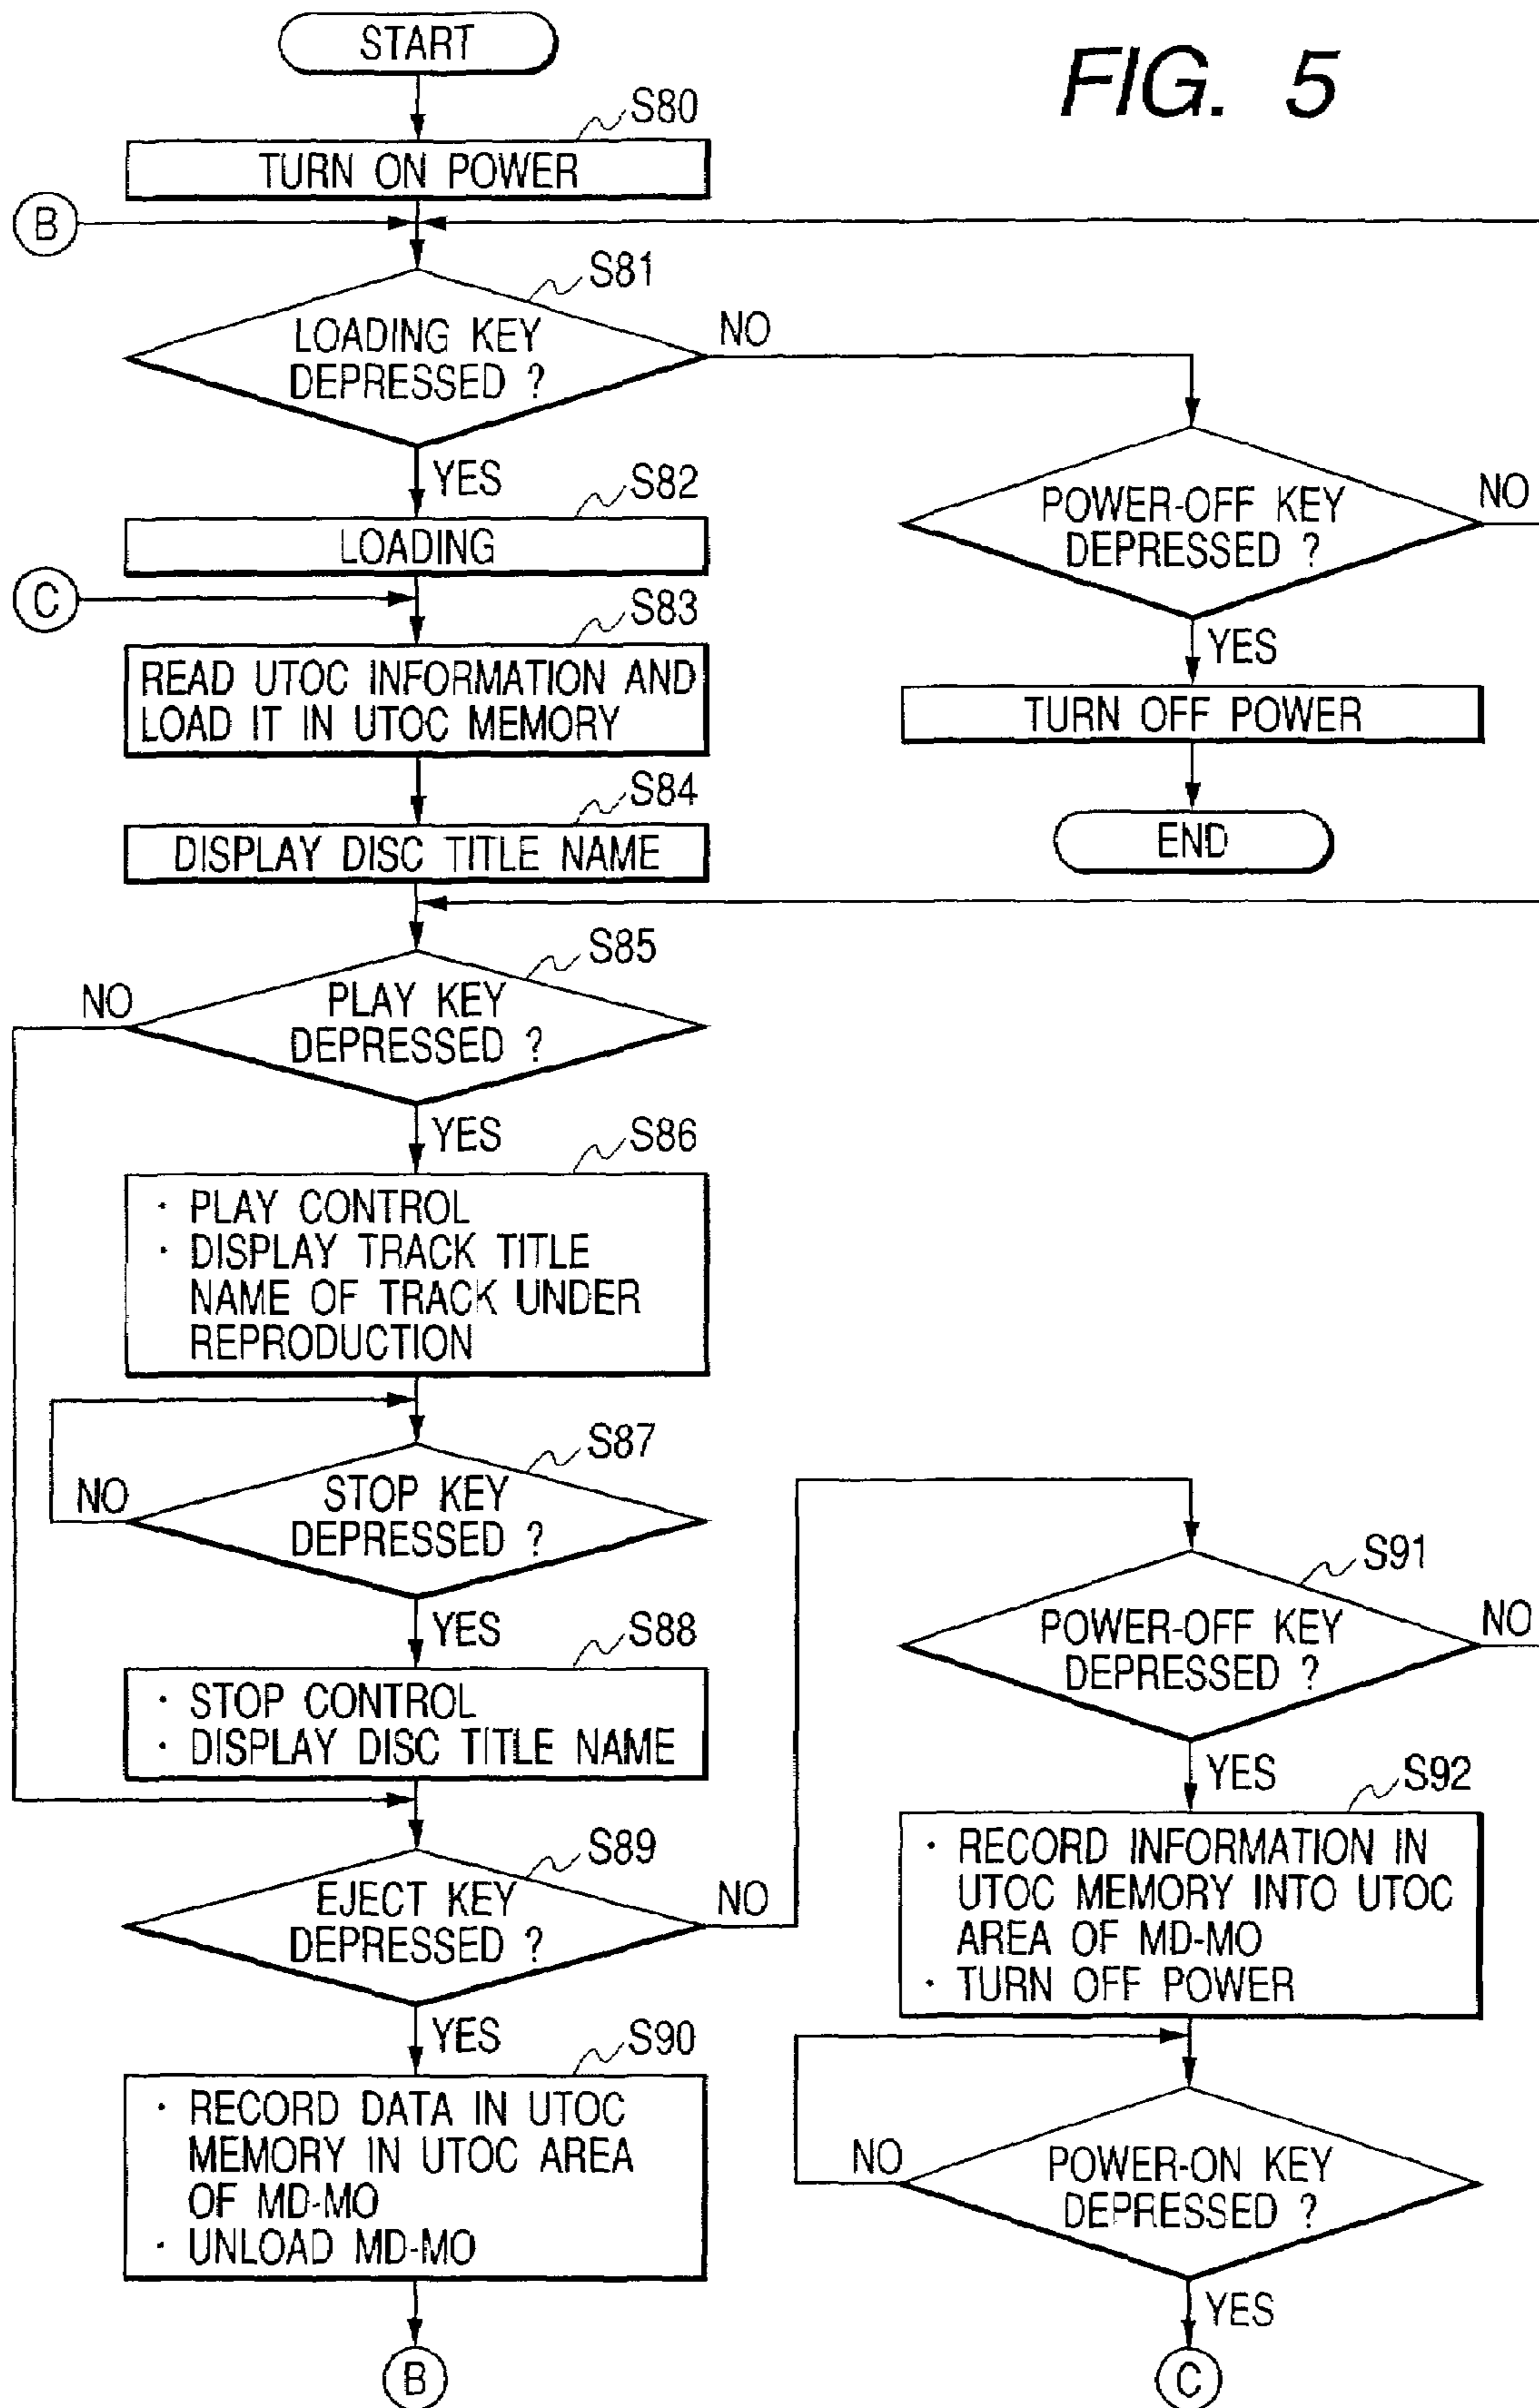 FIG. 5
START
S80
TURN ON POWER
B
S81
LOADING KEY
DEPRESSED ?
NO
YES
S82
LOADING
C
S83
READ UTOC INFORMATION AND
LOAD IT IN UTOC MEMORY
S84
DISPLAY DISC TITLE NAME
POWER-OFF KEY
DEPRESSED ?
NO
YES
TURN OFF POWER
END
S85
PLAY KEY
DEPRESSED ?
NO
YES
S86
· PLAY CONTROL
· DISPLAY TRACK TITLE
NAME OF TRACK UNDER
REPRODUCTION
S87
STOP KEY
DEPRESSED ?
NO
YES
S88
· STOP CONTROL
· DISPLAY DISC TITLE NAME
S89
EJECT KEY
DEPRESSED ?
NO
YES
S90
· RECORD DATA IN UTOC
MEMORY IN UTOC AREA
OF MD-MO
· UNLOAD MD-MO
B
S91
POWER-OFF KEY
DEPRESSED ?
NO
YES
S92
· RECORD INFORMATION IN
UTOC MEMORY INTO UTOC
AREA OF MD-MO
· TURN OFF POWER
POWER-ON KEY
DEPRESSED ?
NO
YES
C